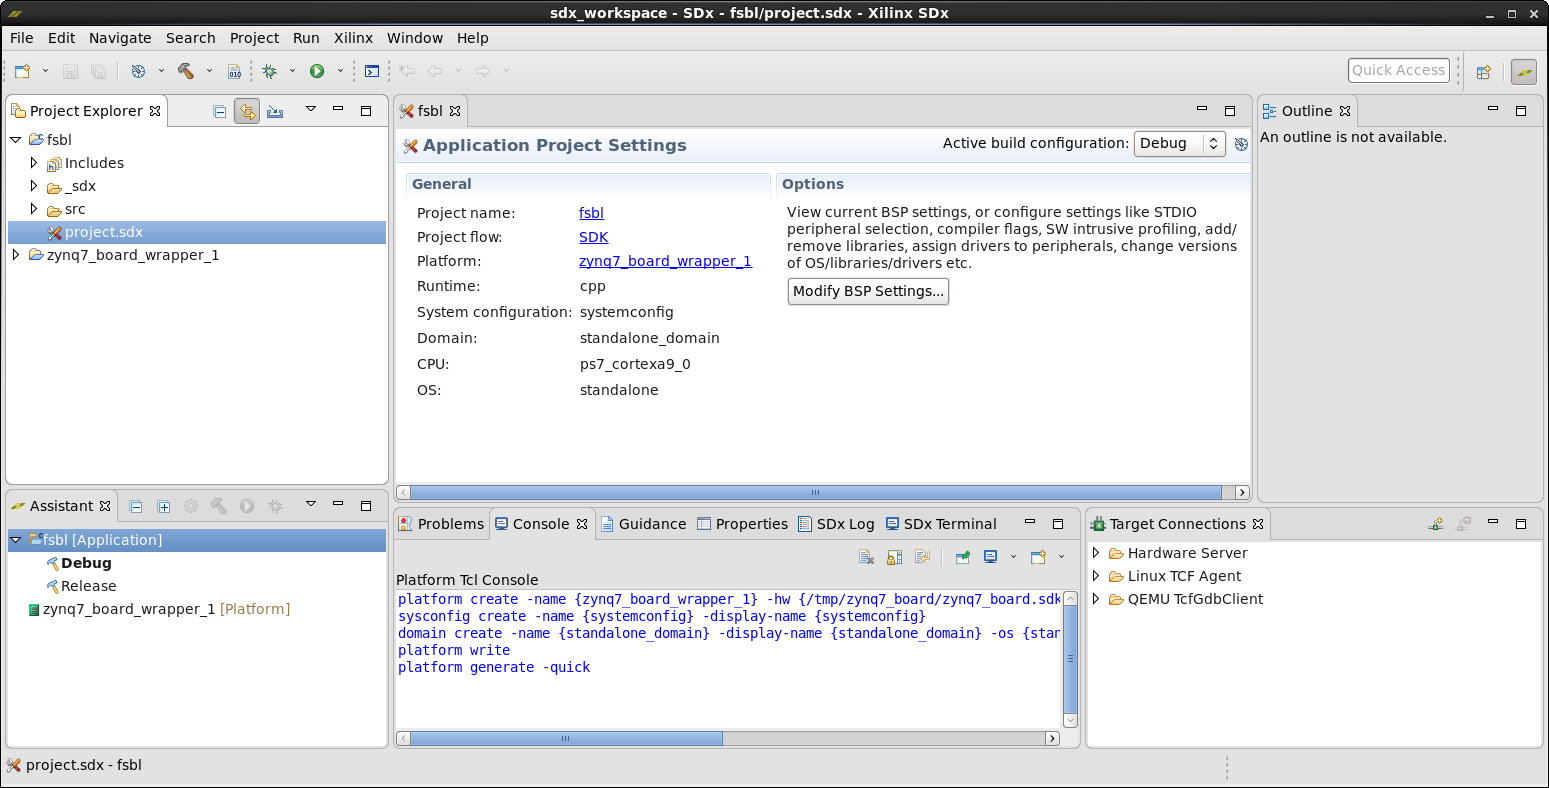 sdx_workspace - SDx - fsbl/project.sdx - Xilinx SDx
File Edit Navigate Search Project Run Xilinx Window Help
010
Quick Access
Project Explorer
fsbl
Includes
_sdx
src
project.sdx
zynq7_board_wrapper_1
fsbl
Application Project Settings
Active build configuration: Debug
General
Project name: fsbl
Project flow: SDK
Platform: zynq7_board_wrapper_1
Runtime: cpp
System configuration: systemconfig
Domain: standalone_domain
CPU: ps7_cortexa9_0
OS: standalone
Options
View current BSP settings, or configure settings like STDIO
peripheral selection, compiler flags, SW intrusive profiling, add/
remove libraries, assign drivers to peripherals, change versions
of OS/libraries/drivers etc.
Modify BSP Settings...
Outline
An outline is not available.
Assistant
fsbl [Application]
Debug
Release
zynq7_board_wrapper_1 [Platform]
Problems Console Guidance Properties SDx Log SDx Terminal
Platform Tcl Console
platform create -name {zynq7_board_wrapper_1} -hw {/tmp/zynq7_board/zynq7_board.sdk
sysconfig create -name {systemconfig} -display-name {systemconfig}
domain create -name {standalone_domain} -display-name {standalone_domain} -os {stan
platform write
platform generate -quick
Target Connections
Hardware Server
Linux TCF Agent
QEMU TcfGdbClient
project.sdx - fsbl